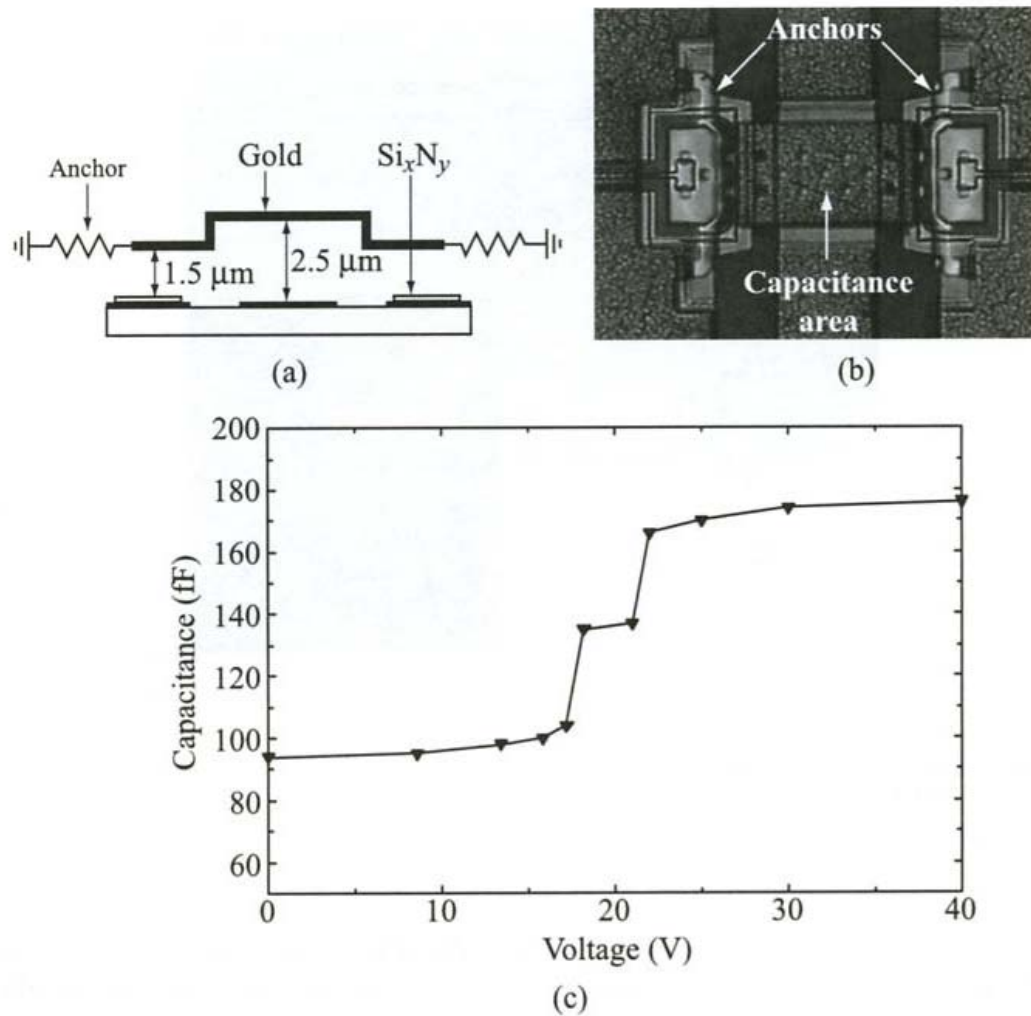 Anchor
Gold
SiₓNᵧ
1.5 μm
2.5 μm
(a)
Anchors
Capacitance
area
(b)
200
180
160
140
120
100
80
60
Capacitance (fF)
0
10
20
30
40
Voltage (V)
(c)